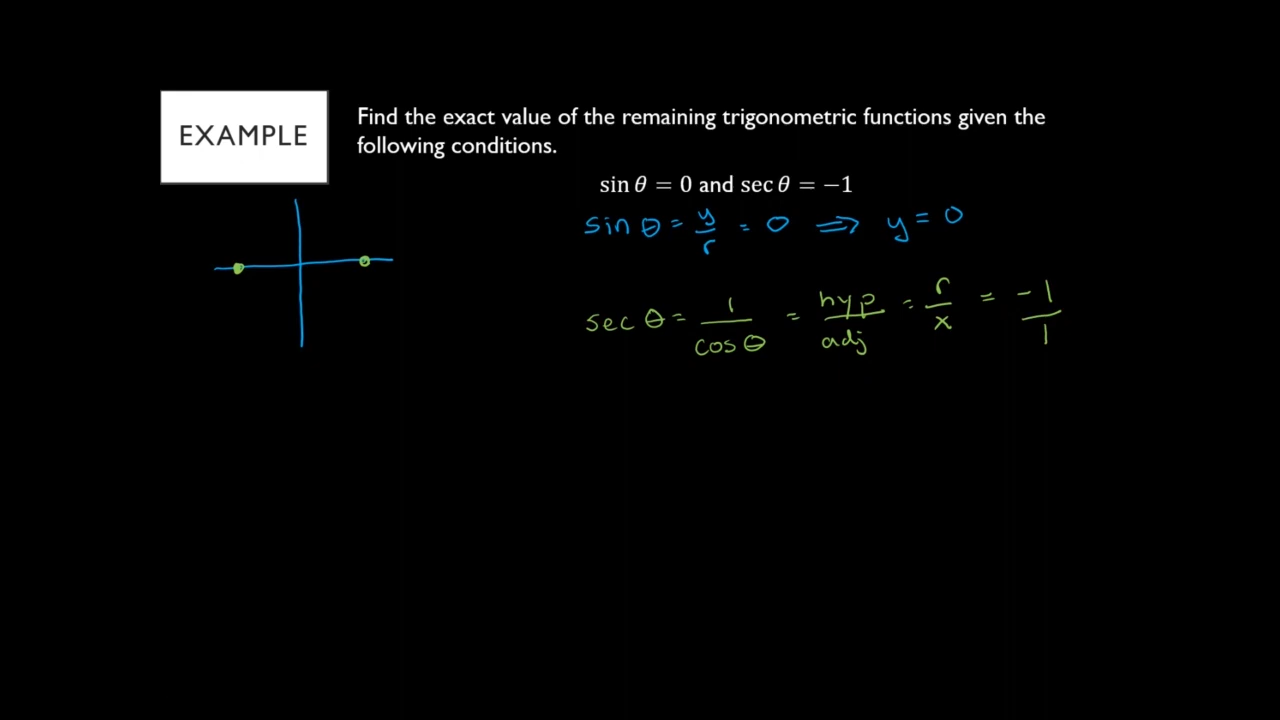 EXAMPLE
Find the exact value of the remaining trigonometric functions given the
following conditions.
sin θ = 0 and sec θ = −1
sin θ = y/r = 0 ⟹ y = 0
sec θ = 1/cos θ = hyp/adj = r/x = -1/1